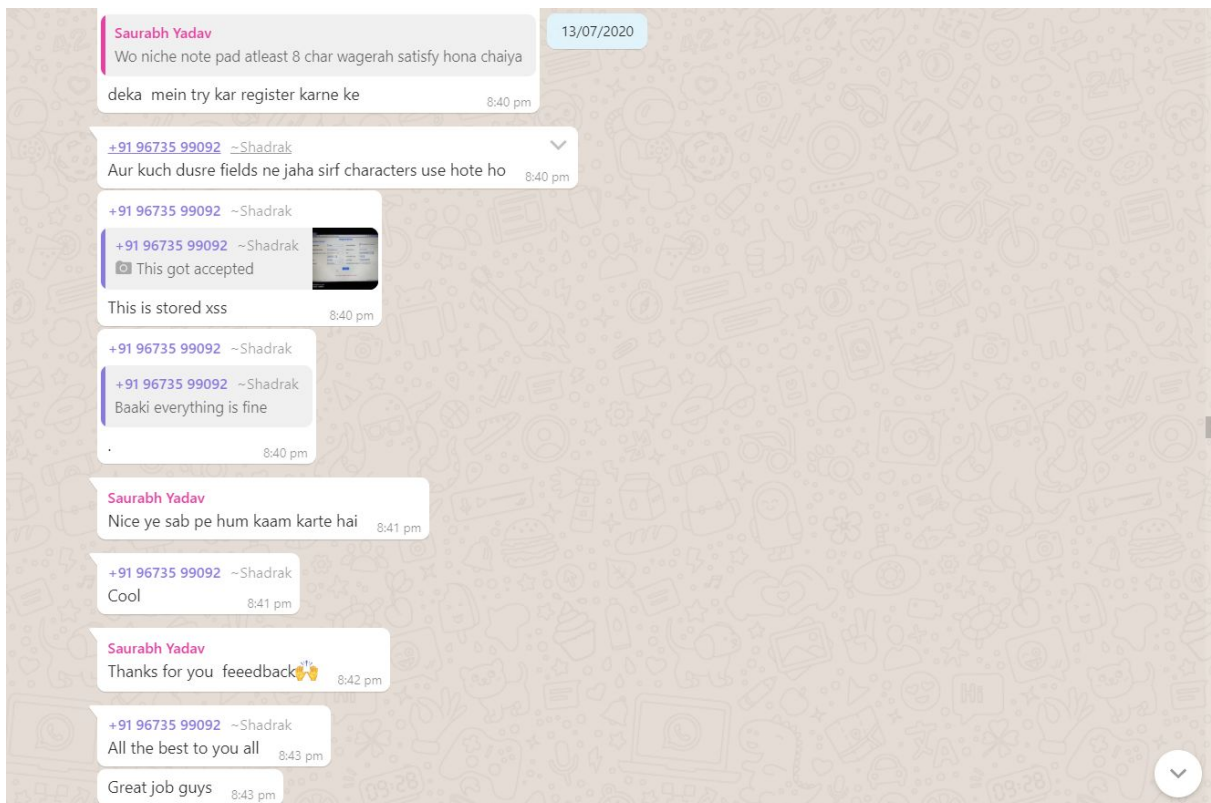 13/07/2020
Saurabh Yadav
Wo niche note pad atleast 8 char wagerah satisfy hona chaiya
deka mein try kar register karne ke
8:40 pm
+91 96735 99092 ~Shadrak
Aur kuch dusre fields ne jaha sirf characters use hote ho 8:40 pm
+91 96735 99092 ~Shadrak
+91 96735 99092 ~Shadrak
This got accepted
This is stored xss 8:40 pm
+91 96735 99092 ~Shadrak
+91 96735 99092 ~Shadrak
Baaki everything is fine
. 8:40 pm
Saurabh Yadav
Nice ye sab pe hum kaam karte hai 8:41 pm
+91 96735 99092 ~Shadrak
Cool 8:41 pm
Saurabh Yadav
Thanks for you feeedback🙌 8:42 pm
+91 96735 99092 ~Shadrak
All the best to you all 8:43 pm
Great job guys 8:43 pm